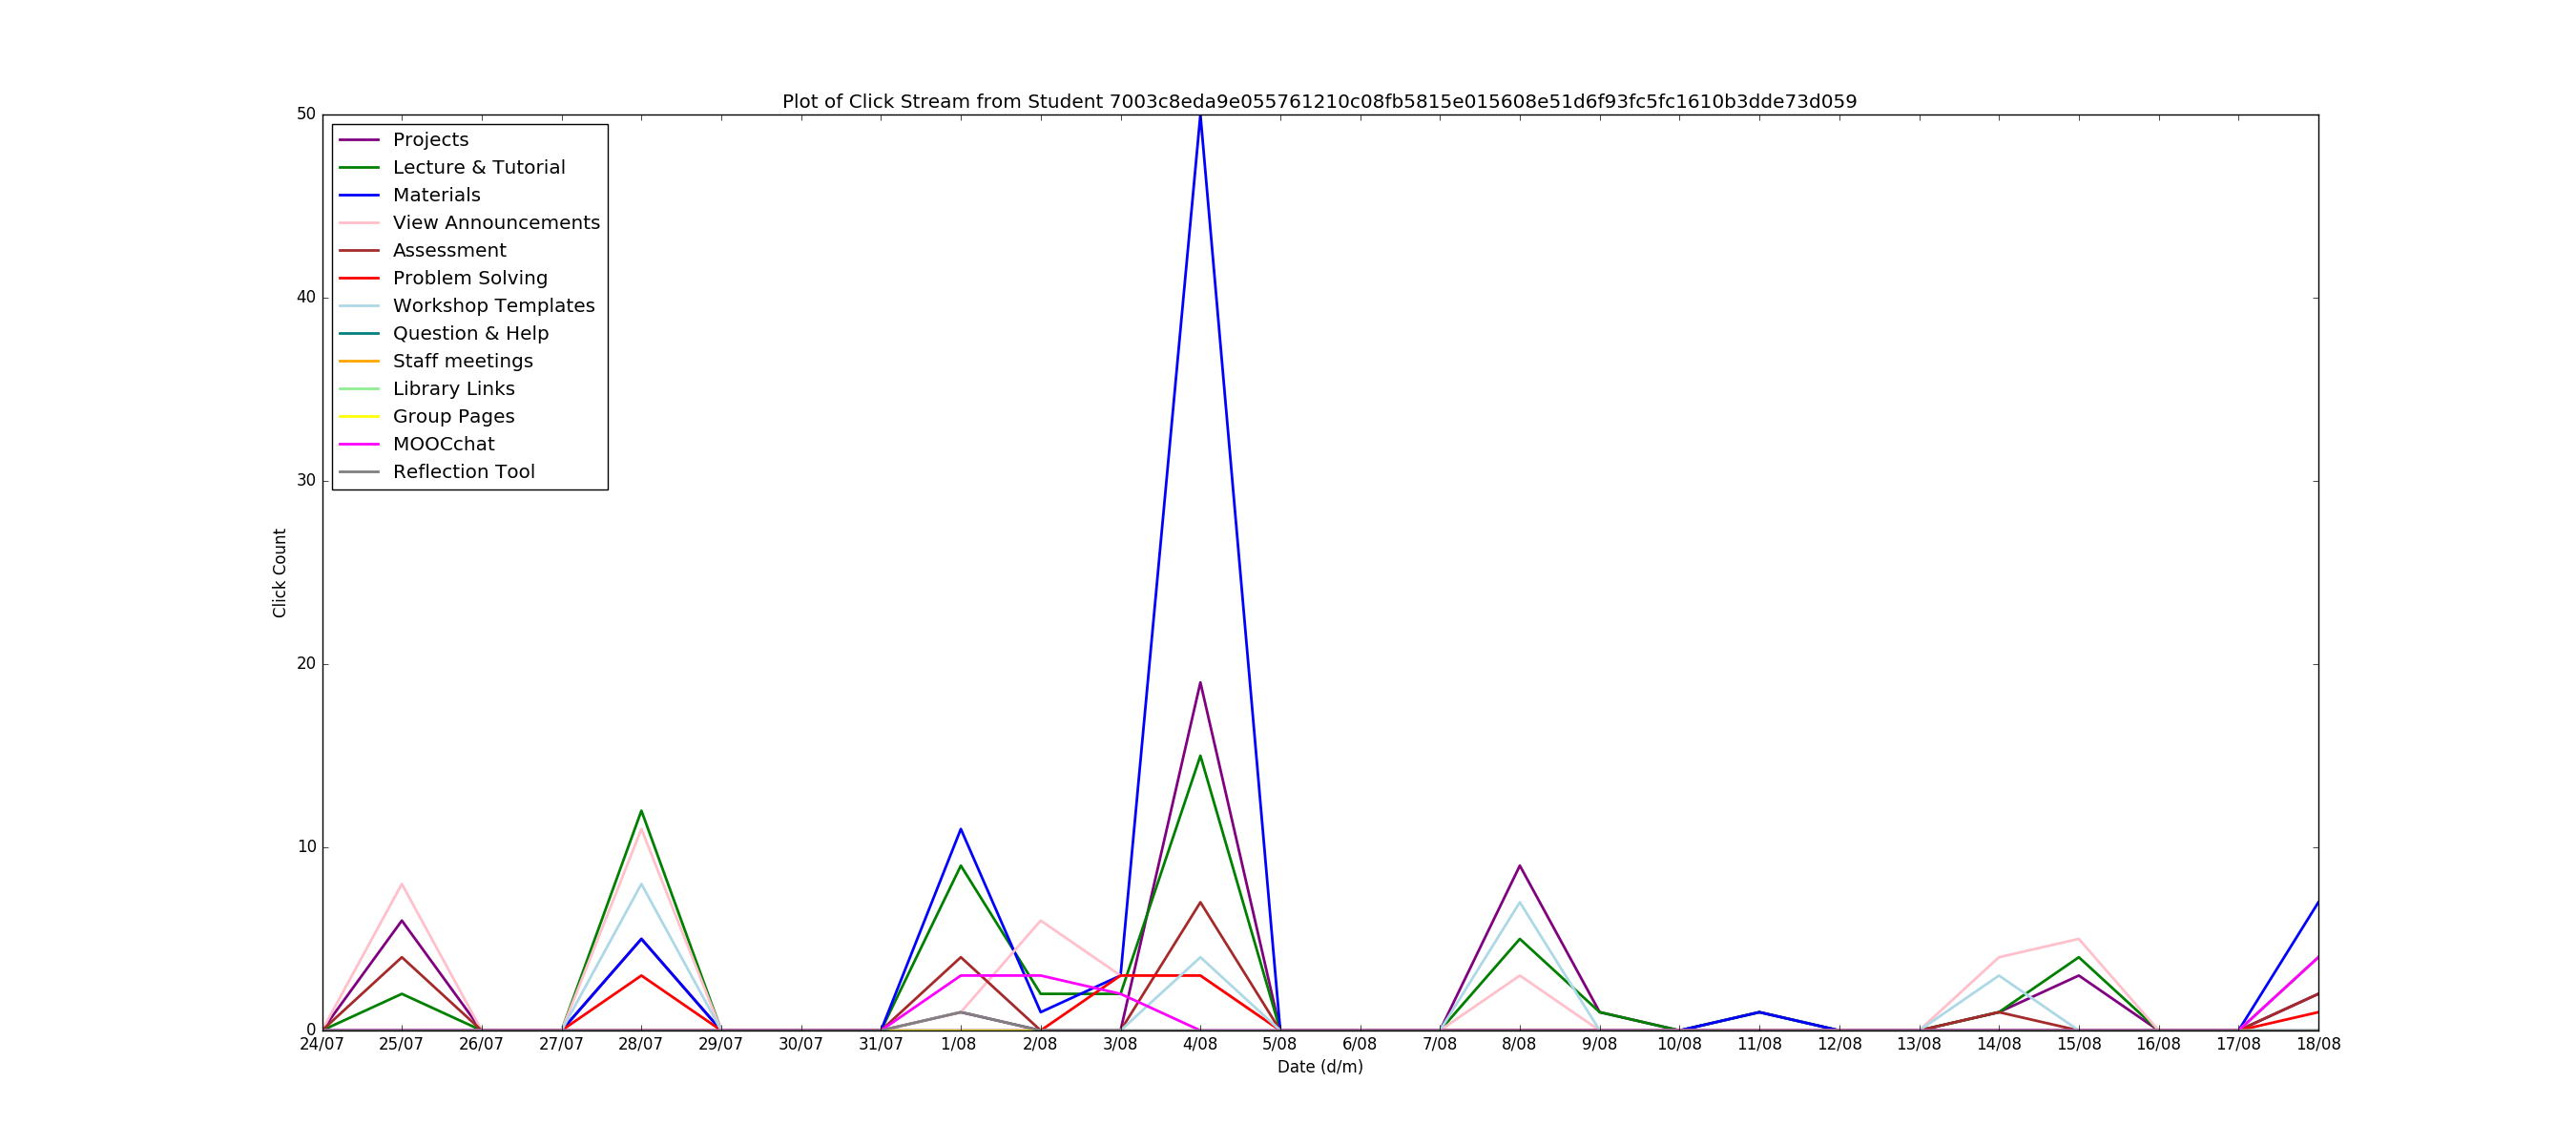 Plot of Click Stream from Student 7003c8eda9e055761210c08fb5815e015608e51d6f93fc5fc1610b3dde73d059
50
40
30
20
10
0
Click Count
Projects
Lecture & Tutorial
Materials
View Announcements
Assessment
Problem Solving
Workshop Templates
Question & Help
Staff meetings
Library Links
Group Pages
MOOCchat
Reflection Tool
24/07 25/07 26/07 27/07 28/07 29/07 30/07 31/07 1/08 2/08 3/08 4/08 5/08 6/08 7/08 8/08 9/08 10/08 11/08 12/08 13/08 14/08 15/08 16/08 17/08 18/08
Date (d/m)